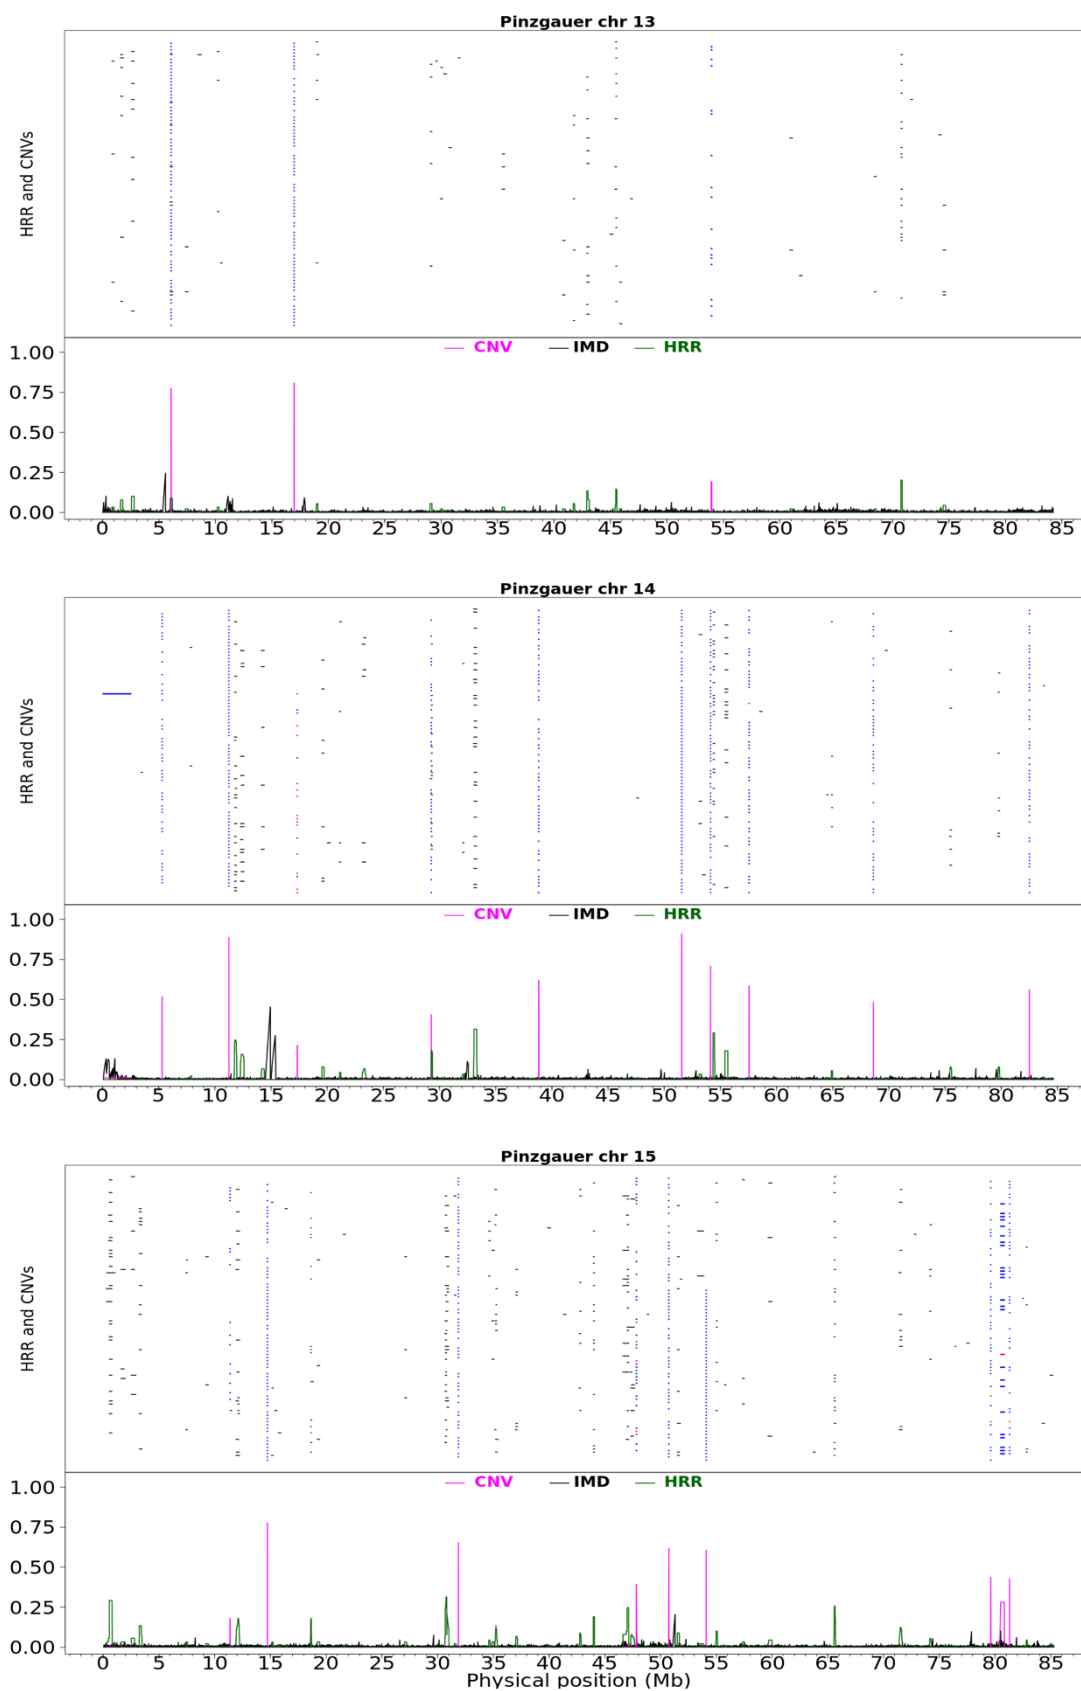 Pinzgauer chr 13
HRR and CNVs
CNV IMD HRR
1.00
0.75
0.50
0.25
0.00
0 5 10 15 20 25 30 35 40 45 50 55 60 65 70 75 80 85
Pinzgauer chr 14
HRR and CNVs
CNV IMD HRR
1.00
0.75
0.50
0.25
0.00
0 5 10 15 20 25 30 35 40 45 50 55 60 65 70 75 80 85
Pinzgauer chr 15
HRR and CNVs
CNV IMD HRR
1.00
0.75
0.50
0.25
0.00
0 5 10 15 20 25 30 35 40 45 50 55 60 65 70 75 80 85
Physical position (Mb)